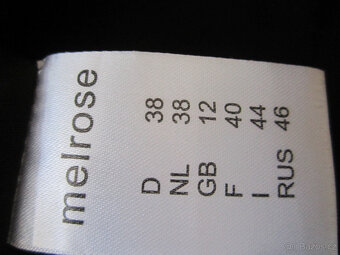 melrose
D 38
NL 38
GB 12
F 40
I 44
RUS 46